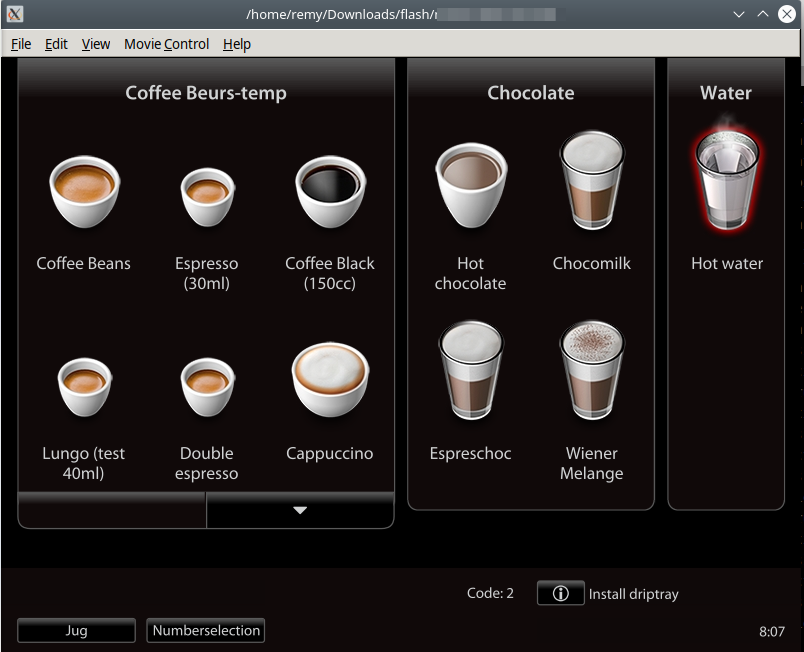 /home/remy/Downloads/flash/
File Edit View Movie Control Help
Coffee Beurs-temp
Coffee Beans
Espresso
(30ml)
Coffee Black
(150cc)
Lungo (test
40ml)
Double
espresso
Cappuccino
Chocolate
Hot
chocolate
Chocomilk
Espreschoc
Wiener
Melange
Water
Hot water
Code: 2
Install driptray
Jug
Numberselection
8:07